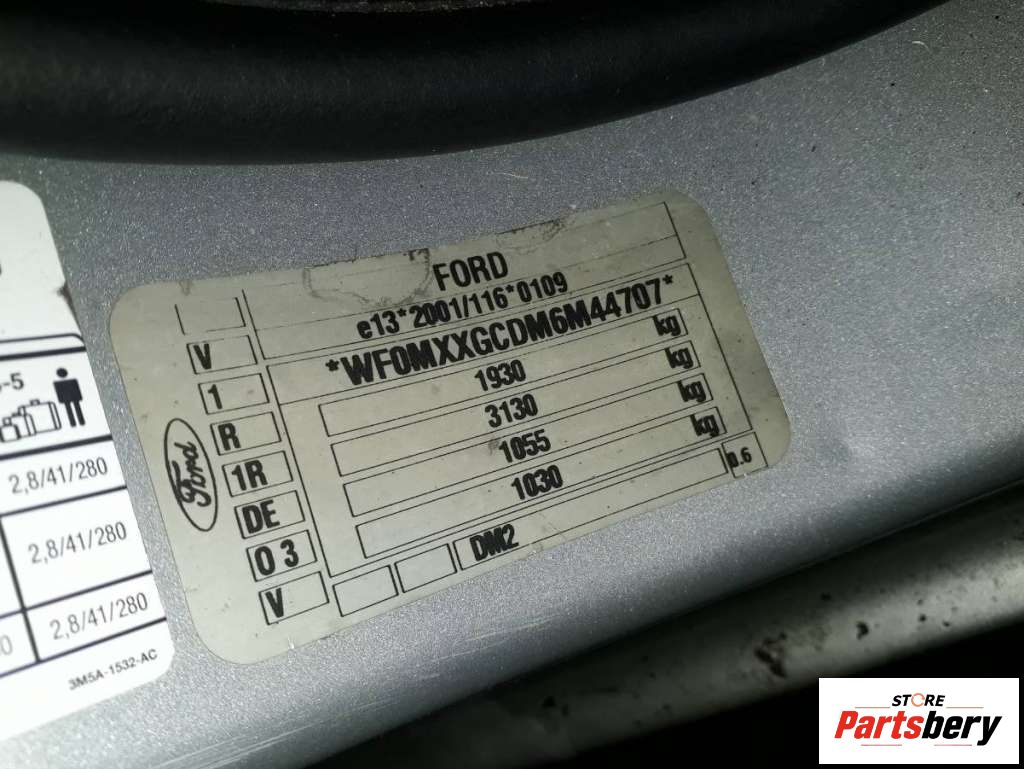 FORD
e13*2001/116*0109
*WF0MXXGCDM6M44707*
1930 kg
3130 kg
1055 kg
1030 kg
0.6
V
1
R
1R
DE
O 3
V
DM2
Ford
-5
2,8/41/280
2,8/41/280
2,8/41/280
3M5A-1532-AC
STORE
Partsbery